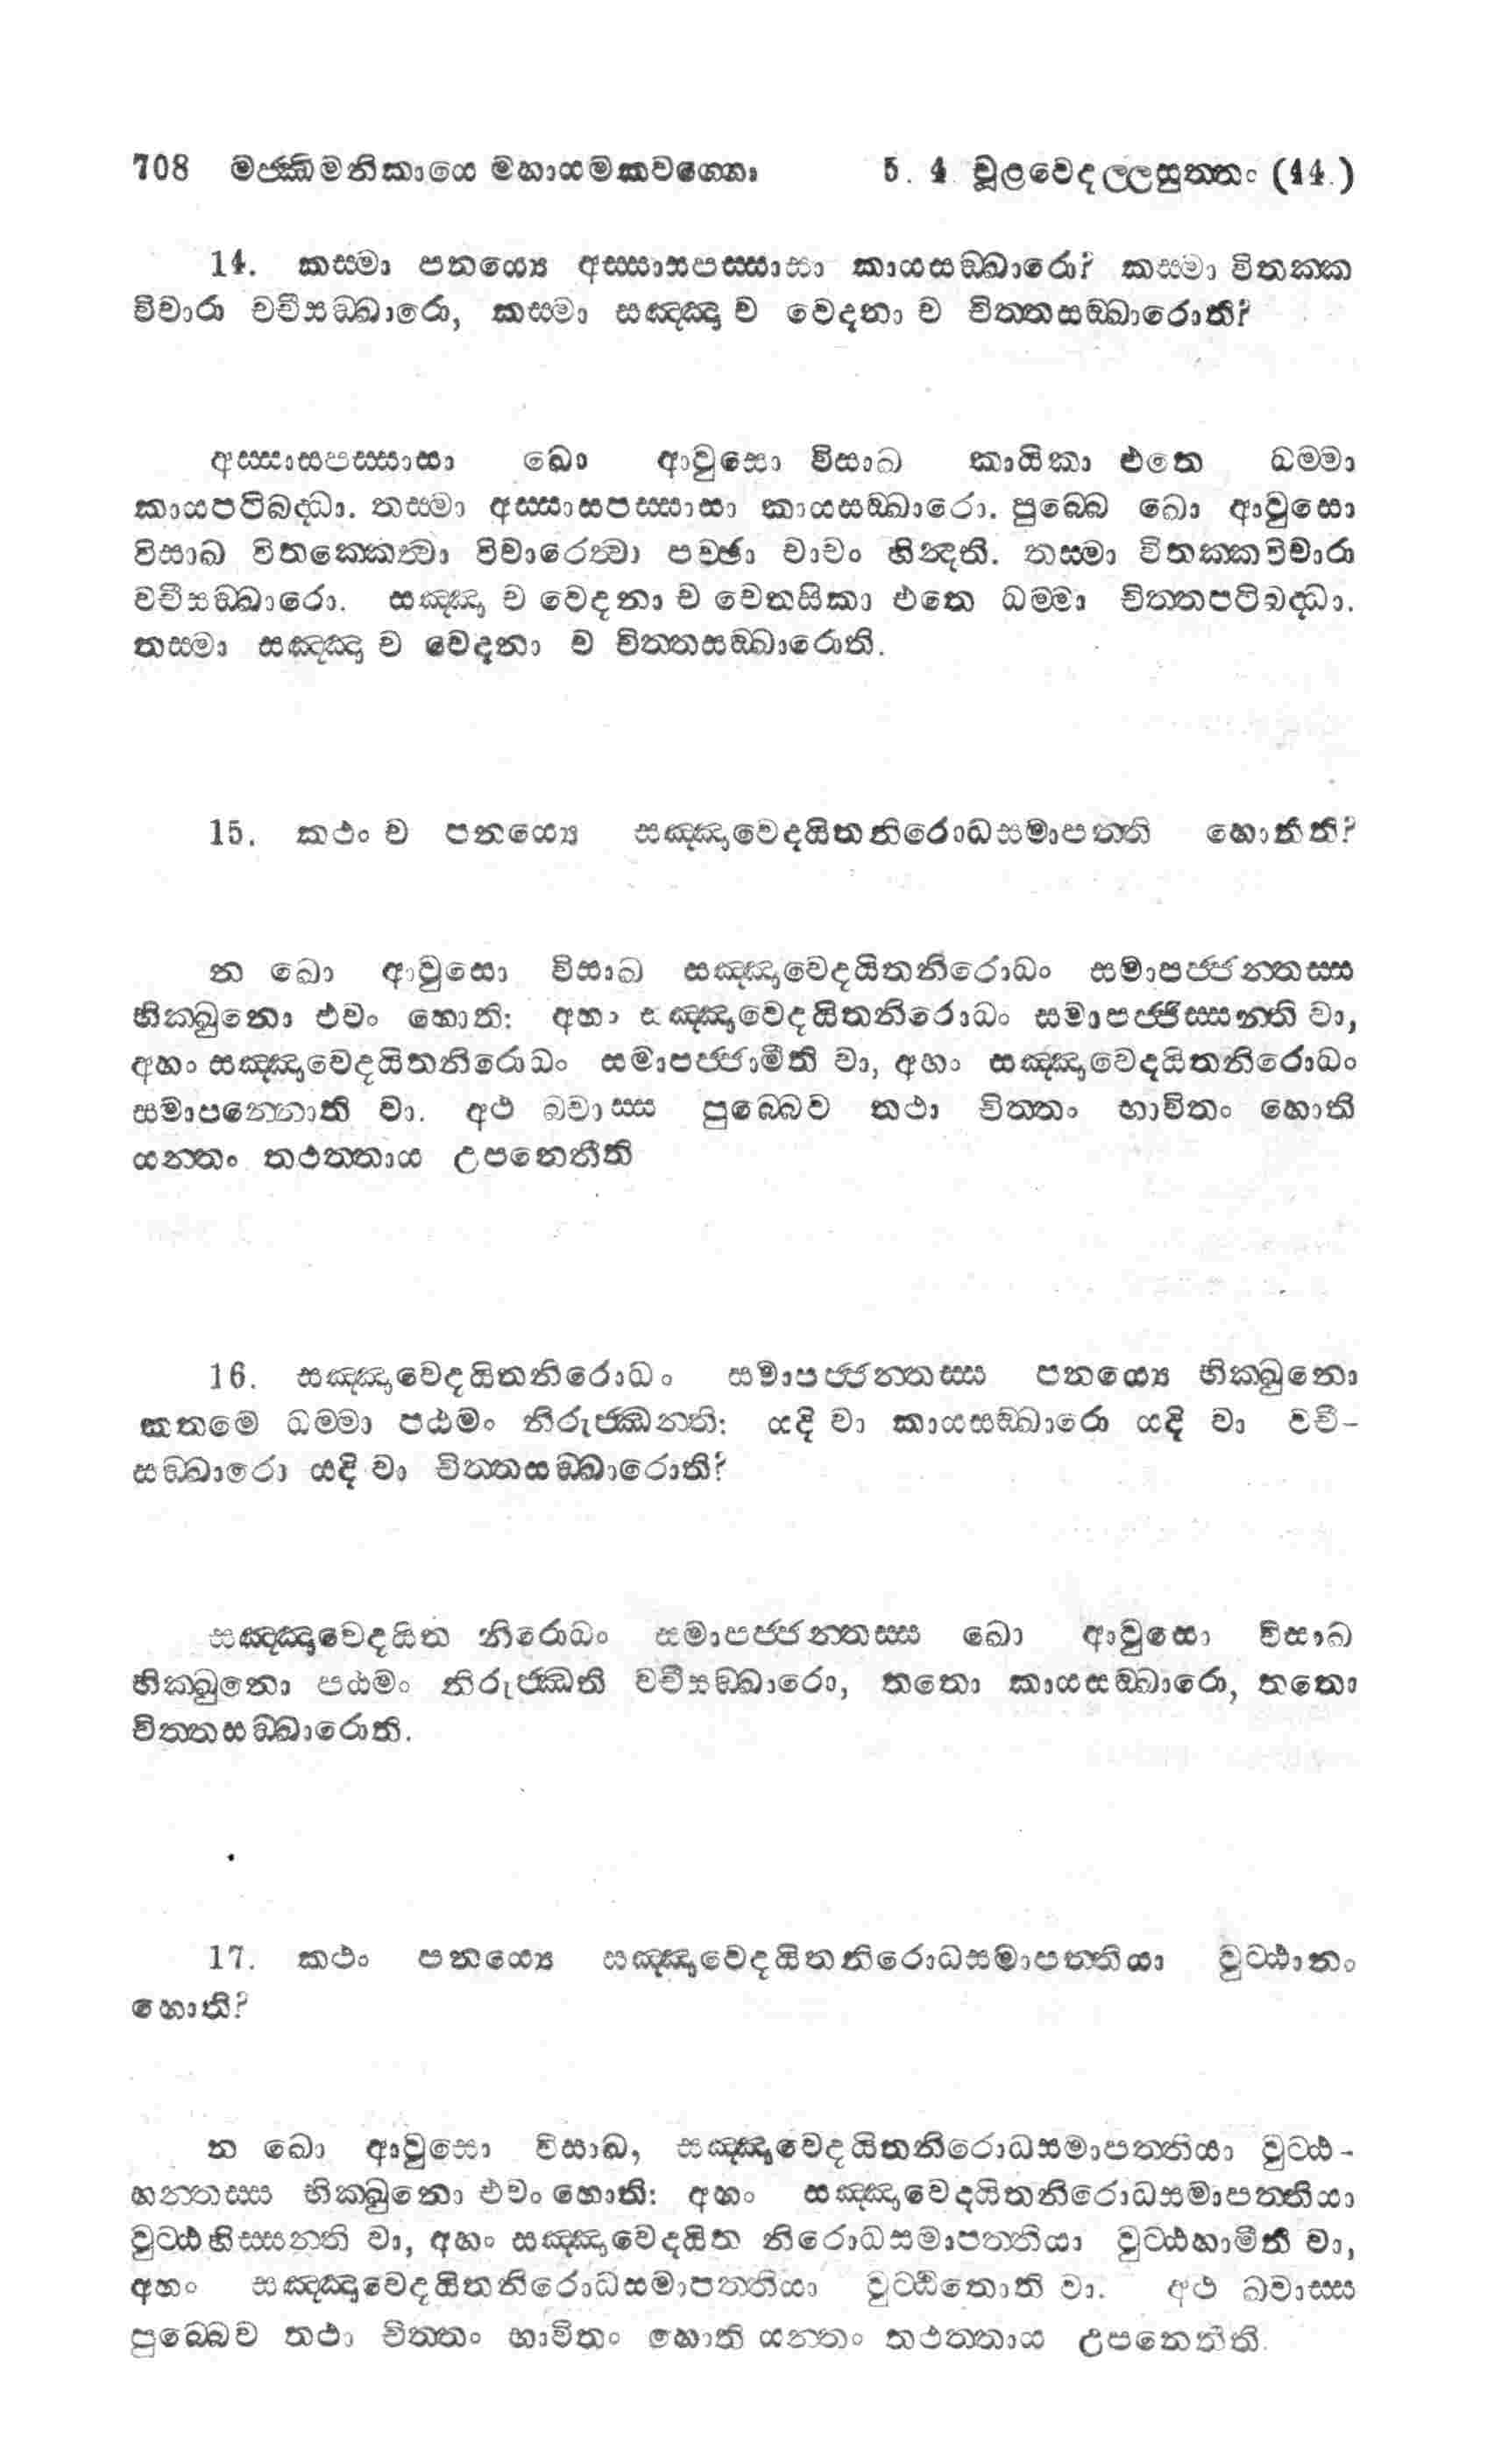 708 මජ්ඣිමනිකායෙ මහායමකවග්ගො 5. 4 චූළවෙදල්ලසුත්තං (44.)
14. කස්මා පනය්‍යෙ අස්සාසපස්සාසා කායසඞ්ඛාරො? කස්මා විතක්ක
විචාරා වචීසඞ්ඛාරො, කස්මා සඤ්ඤා ච වෙදනා ච චිත්තසඞ්ඛාරොති?
අස්සාසපස්සාසා ඛො ආවුසො විසාඛ කායිකා එතෙ ධම්මා
කායපටිබද්ධා. තස්මා අස්සාසපස්සාසා කායසඞ්ඛාරො. පුබ්බෙ ඛො ආවුසො
විසාඛ විතක්කෙත්වා විචාරෙත්වා පච්ඡා වාචං භින්දති. තස්මා විතක්කවිචාරා
වචීසඞ්ඛාරො. සඤ්ඤා ච වෙදනා ච චෙතසිකා එතෙ ධම්මා චිත්තපටිබද්ධා.
තස්මා සඤ්ඤා ච වෙදනා ච චිත්තසඞ්ඛාරොති.
15. කථං ච පනය්‍යෙ සඤ්ඤාවෙදයිතනිරොධසමාපත්ති හොතීති?
න ඛො ආවුසො විසාඛ සඤ්ඤාවෙදයිතනිරොධං සමාපජ්ජන්තස්ස
භික්ඛුනො එවං හොති: අහං සඤ්ඤාවෙදයිතනිරොධං සමාපජ්ජිස්සන්ති වා,
අහං සඤ්ඤාවෙදයිතනිරොධං සමාපජ්ජාමීති වා, අහං සඤ්ඤාවෙදයිතනිරොධං
සමාපන්නොති වා. අථ ඛ්වාස්ස පුබ්බෙව තථා චිත්තං භාවිතං හොති
යන්තං තථත්තාය උපනෙතීති
16. සඤ්ඤාවෙදයිතනිරොධං සමාපජ්ජන්තස්ස පනය්‍යෙ භික්ඛුනො
කතමෙ ධම්මා පඨමං නිරුජ්ඣන්ති: යදි වා කායසඞ්ඛාරො යදි වා වචී-
සඞ්ඛාරො යදි වා චිත්තසඞ්ඛාරොති?
සඤ්ඤාවෙදයිත නිරොධං සමාපජ්ජන්තස්ස ඛො ආවුසො විසාඛ
භික්ඛුනො පඨමං නිරුජ්ඣති වචීසඞ්ඛාරො, තතො කායසඞ්ඛාරො, තතො
චිත්තසඞ්ඛාරොති.
17. කථං පනය්‍යෙ සඤ්ඤාවෙදයිතනිරොධසමාපත්තියා වුට්ඨානං
හොති?
න ඛො ආවුසො විසාඛ, සඤ්ඤාවෙදයිතනිරොධසමාපත්තියා වුට්ඨ-
හන්තස්ස භික්ඛුනො එවං හොති: අහං සඤ්ඤාවෙදයිතනිරොධසමාපත්තියා
වුට්ඨහිස්සන්ති වා, අහං සඤ්ඤාවෙදයිත නිරොධසමාපත්තියා වුට්ඨහාමීති වා,
අහං සඤ්ඤාවෙදයිතනිරොධසමාපත්තියා වුට්ඨිතොති වා. අථ ඛ්වාස්ස
පුබ්බෙව තථා චිත්තං භාවිතං හොති යන්තං තථත්තාය උපනෙතීති.